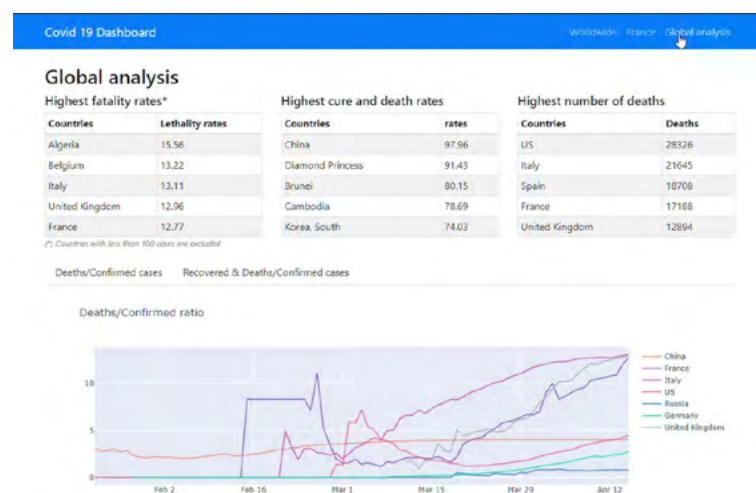 Covid 19 Dashboard
Worldwide France Global analysis
Global analysis
Highest fatality rates*
Countries Lethality rates
Algeria 15.56
Belgium 13.22
Italy 13.11
United Kingdom 12.96
France 12.77
(*) Countries with less than 100 cases are excluded
Highest cure and death rates
Countries rates
China 97.96
Diamond Princess 91.43
Brunei 80.15
Cambodia 78.69
Korea, South 74.03
Highest number of deaths
Countries Deaths
US 28326
Italy 21645
Spain 18708
France 17188
United Kingdom 12894
Deaths/Confirmed cases Recovered & Deaths/Confirmed cases
Deaths/Confirmed ratio
10
5
0
Feb 2 Feb 16 Mar 1 Mar 15 Mar 29 Apr 12
China
France
Italy
US
Russia
Germany
United Kingdom